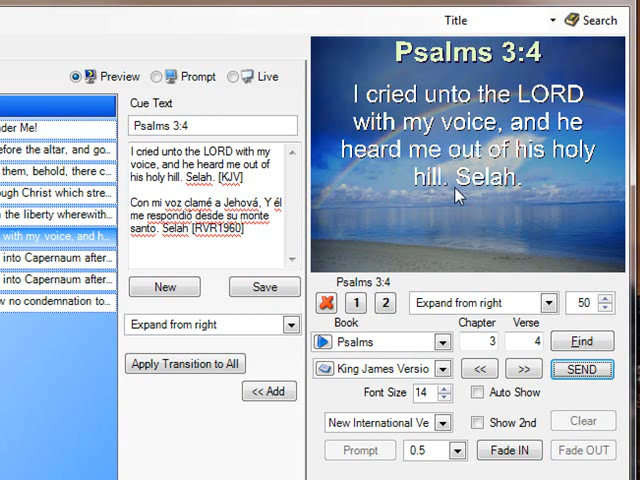 Title
Search
Preview
Prompt
Live
Cue Text
Psalms 3:4
I cried unto the LORD with my
voice, and he heard me out of
his holy hill. Selah. [KJV]
Con mi voz clamé a Jehová, Y él
me respondió desde su monte
santo. Selah [RVR1960]
New
Save
Expand from right
Apply Transition to All
<< Add
der Me!
efore the altar, and go...
them, behold, there c...
ough Christ which stre...
n the liberty wherewith...
with my voice, and h...
into Capernaum after...
into Capernaum after...
w no condemnation to...
Psalms 3:4
I cried unto the LORD
with my voice, and he
heard me out of his holy
hill. Selah.
Psalms 3:4
1
2
Expand from right
50
Book
Chapter
Verse
Psalms
3
4
Find
King James Versio
<<
>>
SEND
Font Size
14
Auto Show
New International Ve
Show 2nd
Clear
Prompt
0.5
Fade IN
Fade OUT